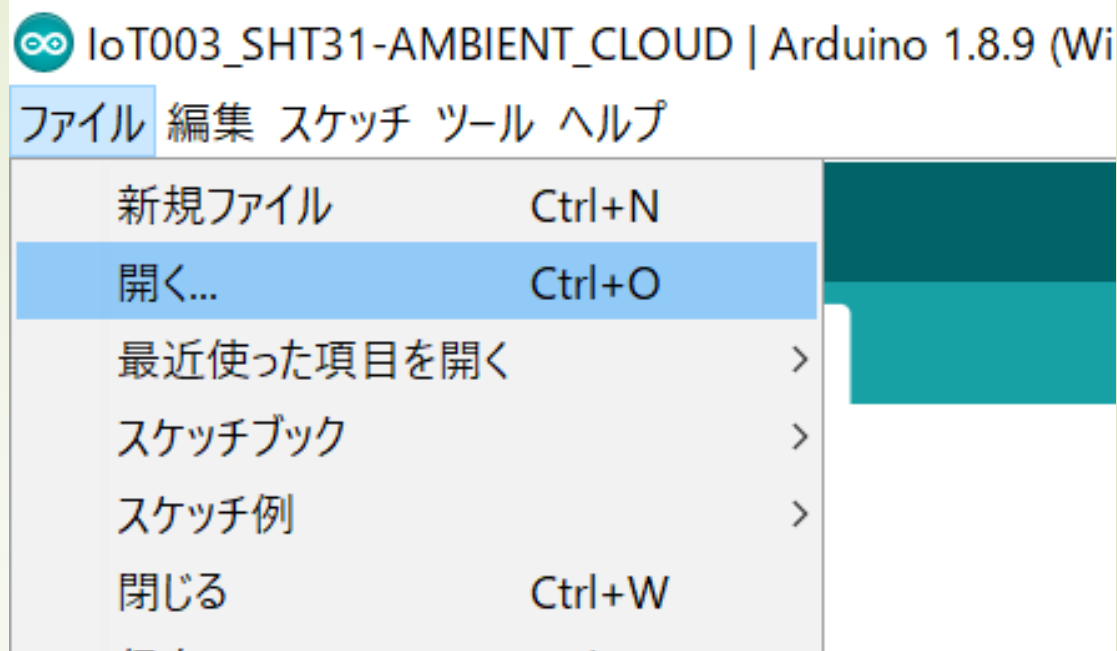 IoT003_SHT31-AMBIENT_CLOUD | Arduino 1.8.9 (Wi
ファイル 編集 スケッチ ツール ヘルプ
新規ファイル Ctrl+N
開く... Ctrl+O
最近使った項目を開く >
スケッチブック >
スケッチ例 >
閉じる Ctrl+W